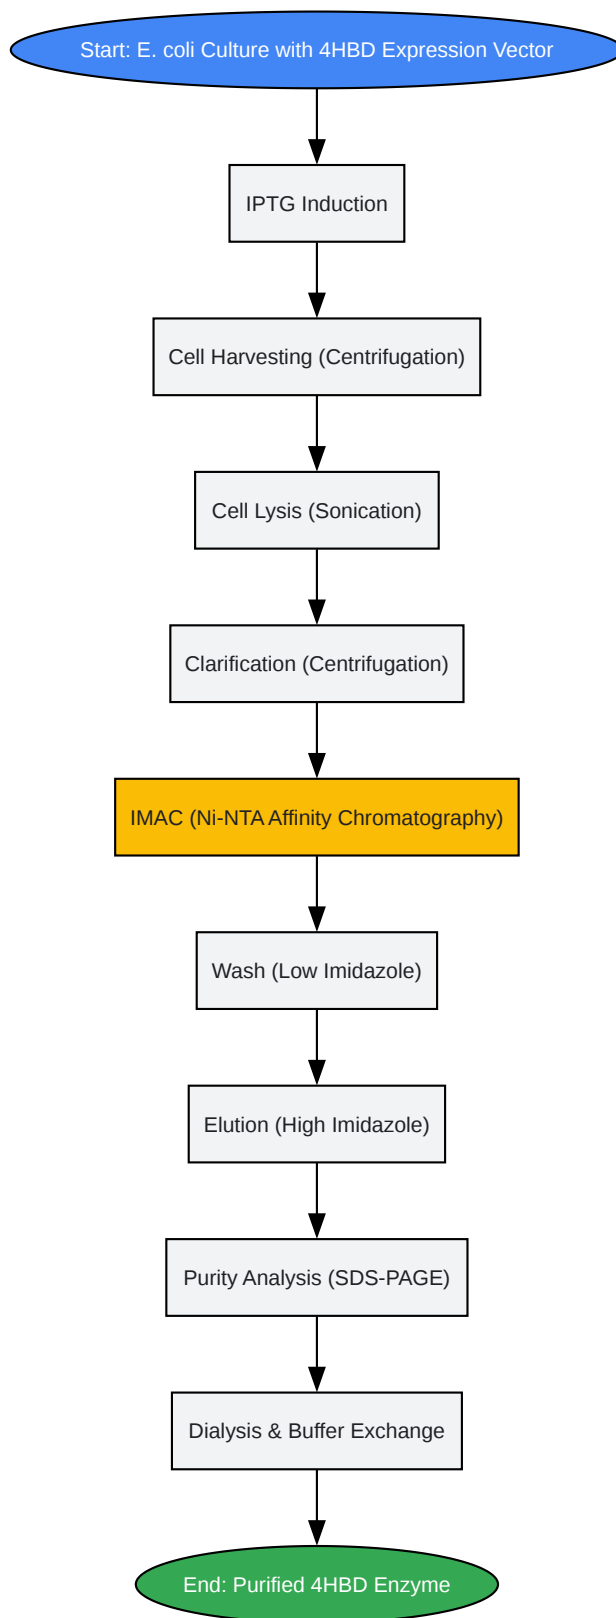 Start: E. coli Culture with 4HBD Expression Vector
IPTG Induction
Cell Harvesting (Centrifugation)
Cell Lysis (Sonication)
Clarification (Centrifugation)
IMAC (Ni-NTA Affinity Chromatography)
Wash (Low Imidazole)
Elution (High Imidazole)
Purity Analysis (SDS-PAGE)
Dialysis & Buffer Exchange
End: Purified 4HBD Enzyme